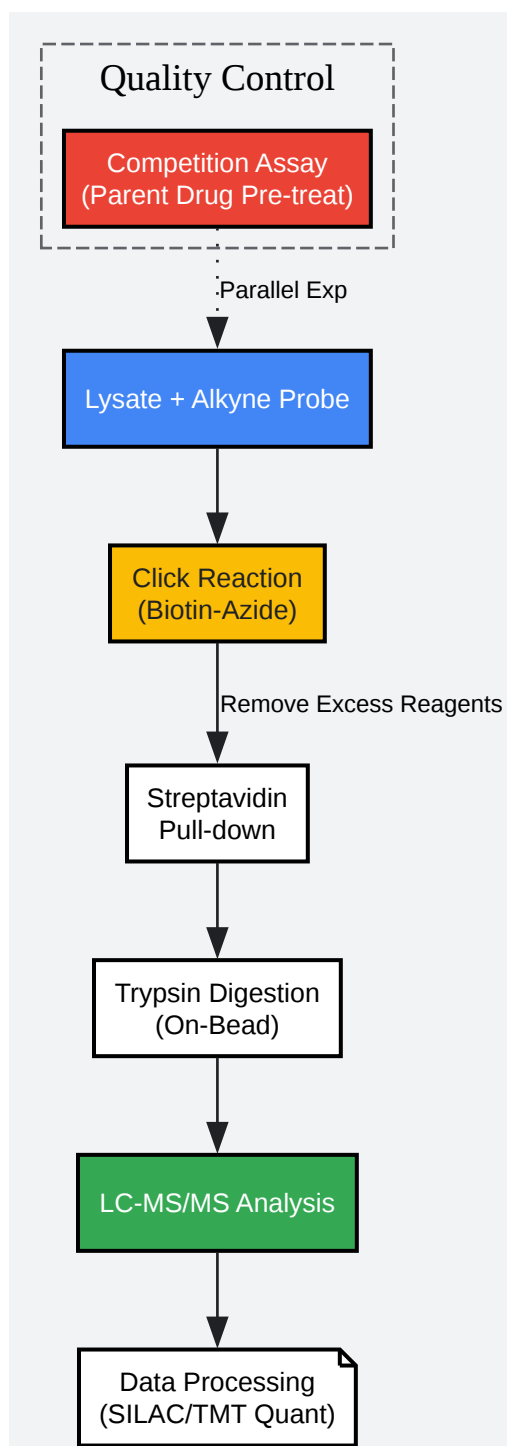 Quality Control
Competition Assay
(Parent Drug Pre-treat)
Parallel Exp
Lysate + Alkyne Probe
Click Reaction
(Biotin-Azide)
Remove Excess Reagents
Streptavidin
Pull-down
Trypsin Digestion
(On-Bead)
LC-MS/MS Analysis
Data Processing
(SILAC/TMT Quant)